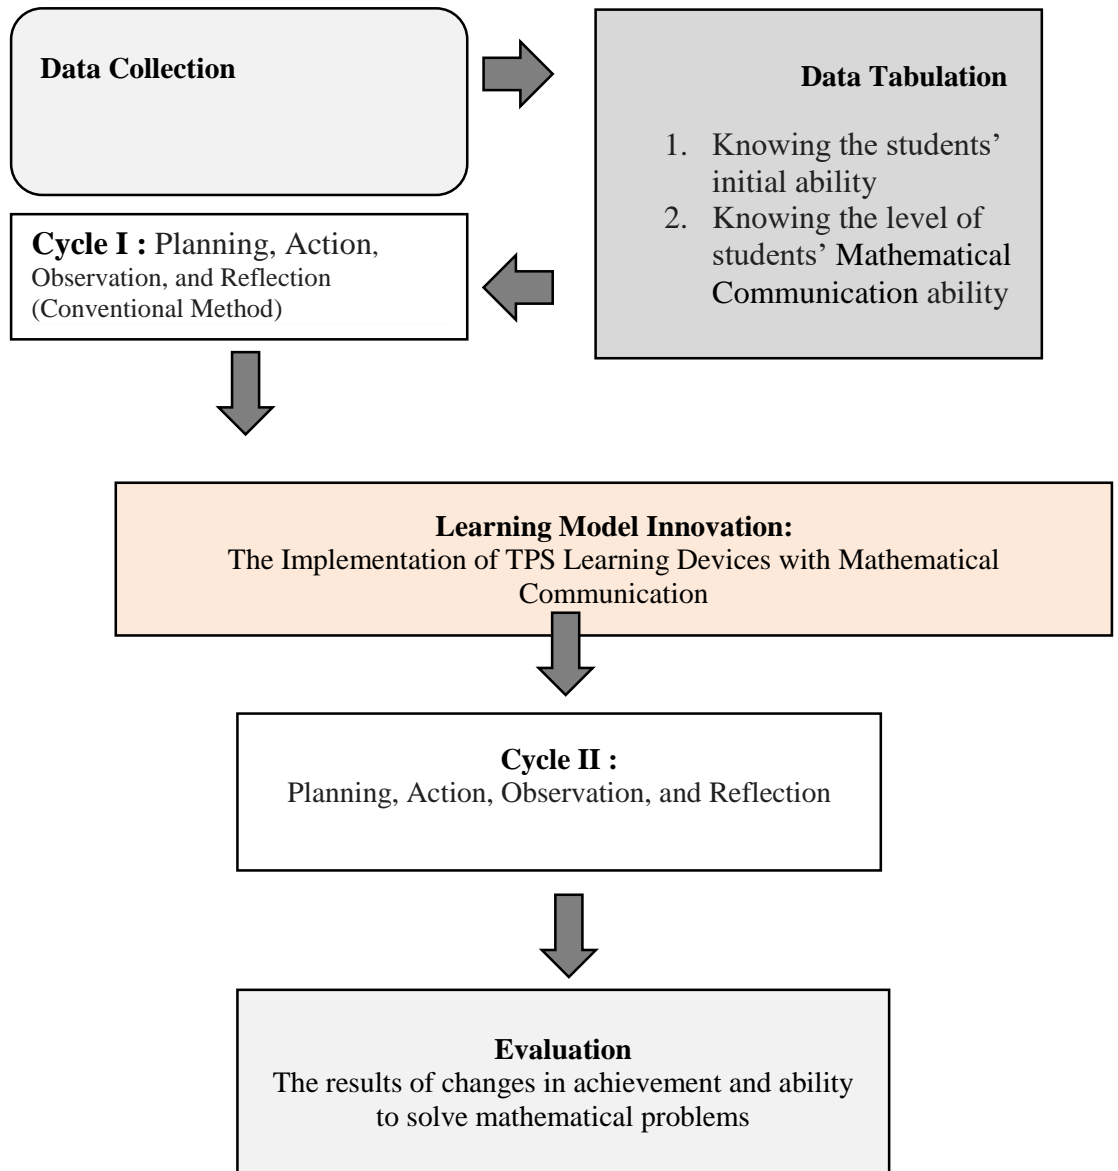 Data Collection
Data Tabulation
1. Knowing the students’
initial ability
2. Knowing the level of
students’ Mathematical
Communication ability
Cycle I : Planning, Action,
Observation, and Reflection
(Conventional Method)
Learning Model Innovation:
The Implementation of TPS Learning Devices with Mathematical
Communication
Cycle II :
Planning, Action, Observation, and Reflection
Evaluation
The results of changes in achievement and ability
to solve mathematical problems